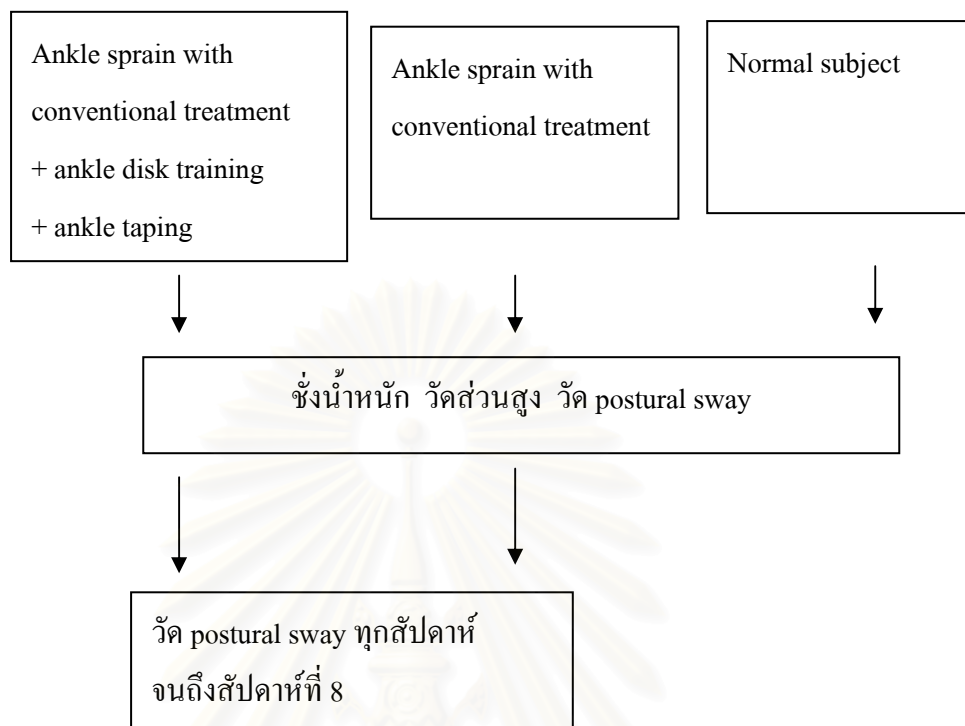 Ankle sprain with
conventional treatment
+ ankle disk training
+ ankle taping
Ankle sprain with
conventional treatment
Normal subject
ชั่งน้ำหนัก วัดส่วนสูง วัด postural sway
วัด postural sway ทุกสัปดาห์
จนถึงสัปดาห์ที่ 8